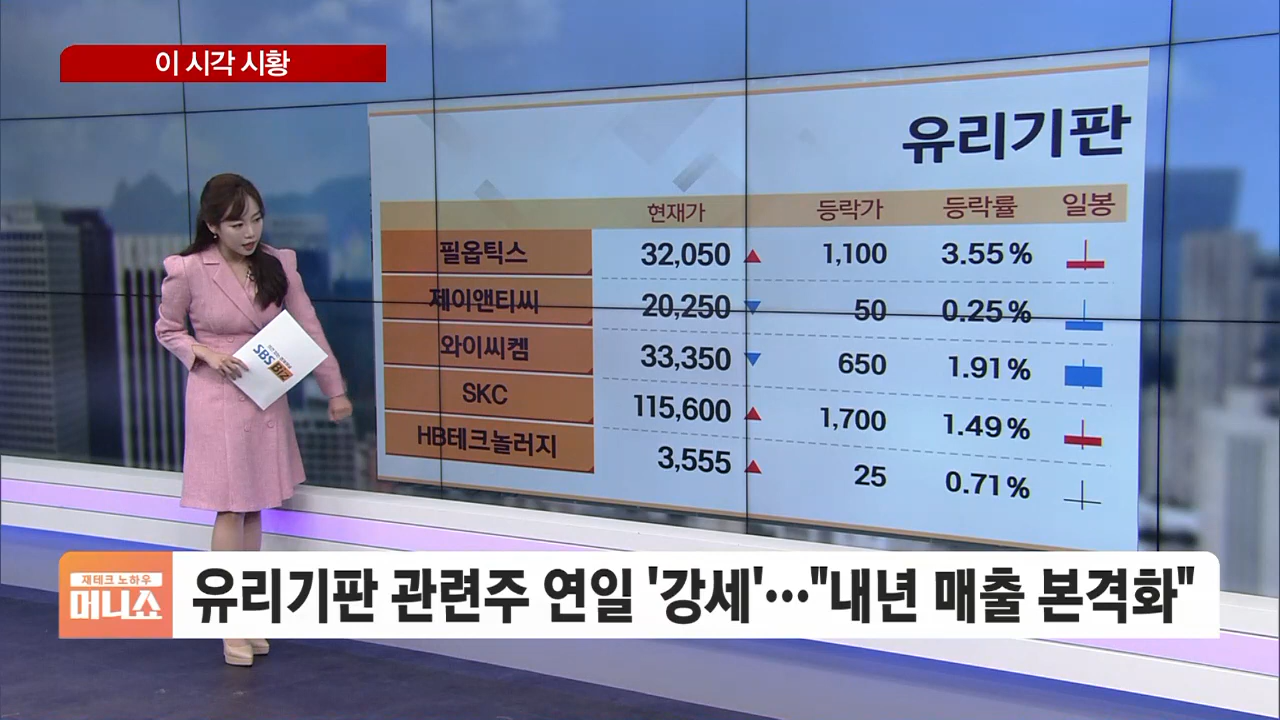 이 시각 시황
유리기판
현재가 등락가 등락률 일봉
필옵틱스 32,050 ▲ 1,100 3.55 %
제이앤티씨 20,250 ▼ 50 0.25 %
와이씨켐 33,350 ▼ 650 1.91 %
SKC 115,600 ▲ 1,700 1.49 %
HB테크놀러지 3,555 ▲ 25 0.71 %
SBS Biz
재테크 노하우
머니쇼
유리기판 관련주 연일 '강세'…"내년 매출 본격화"